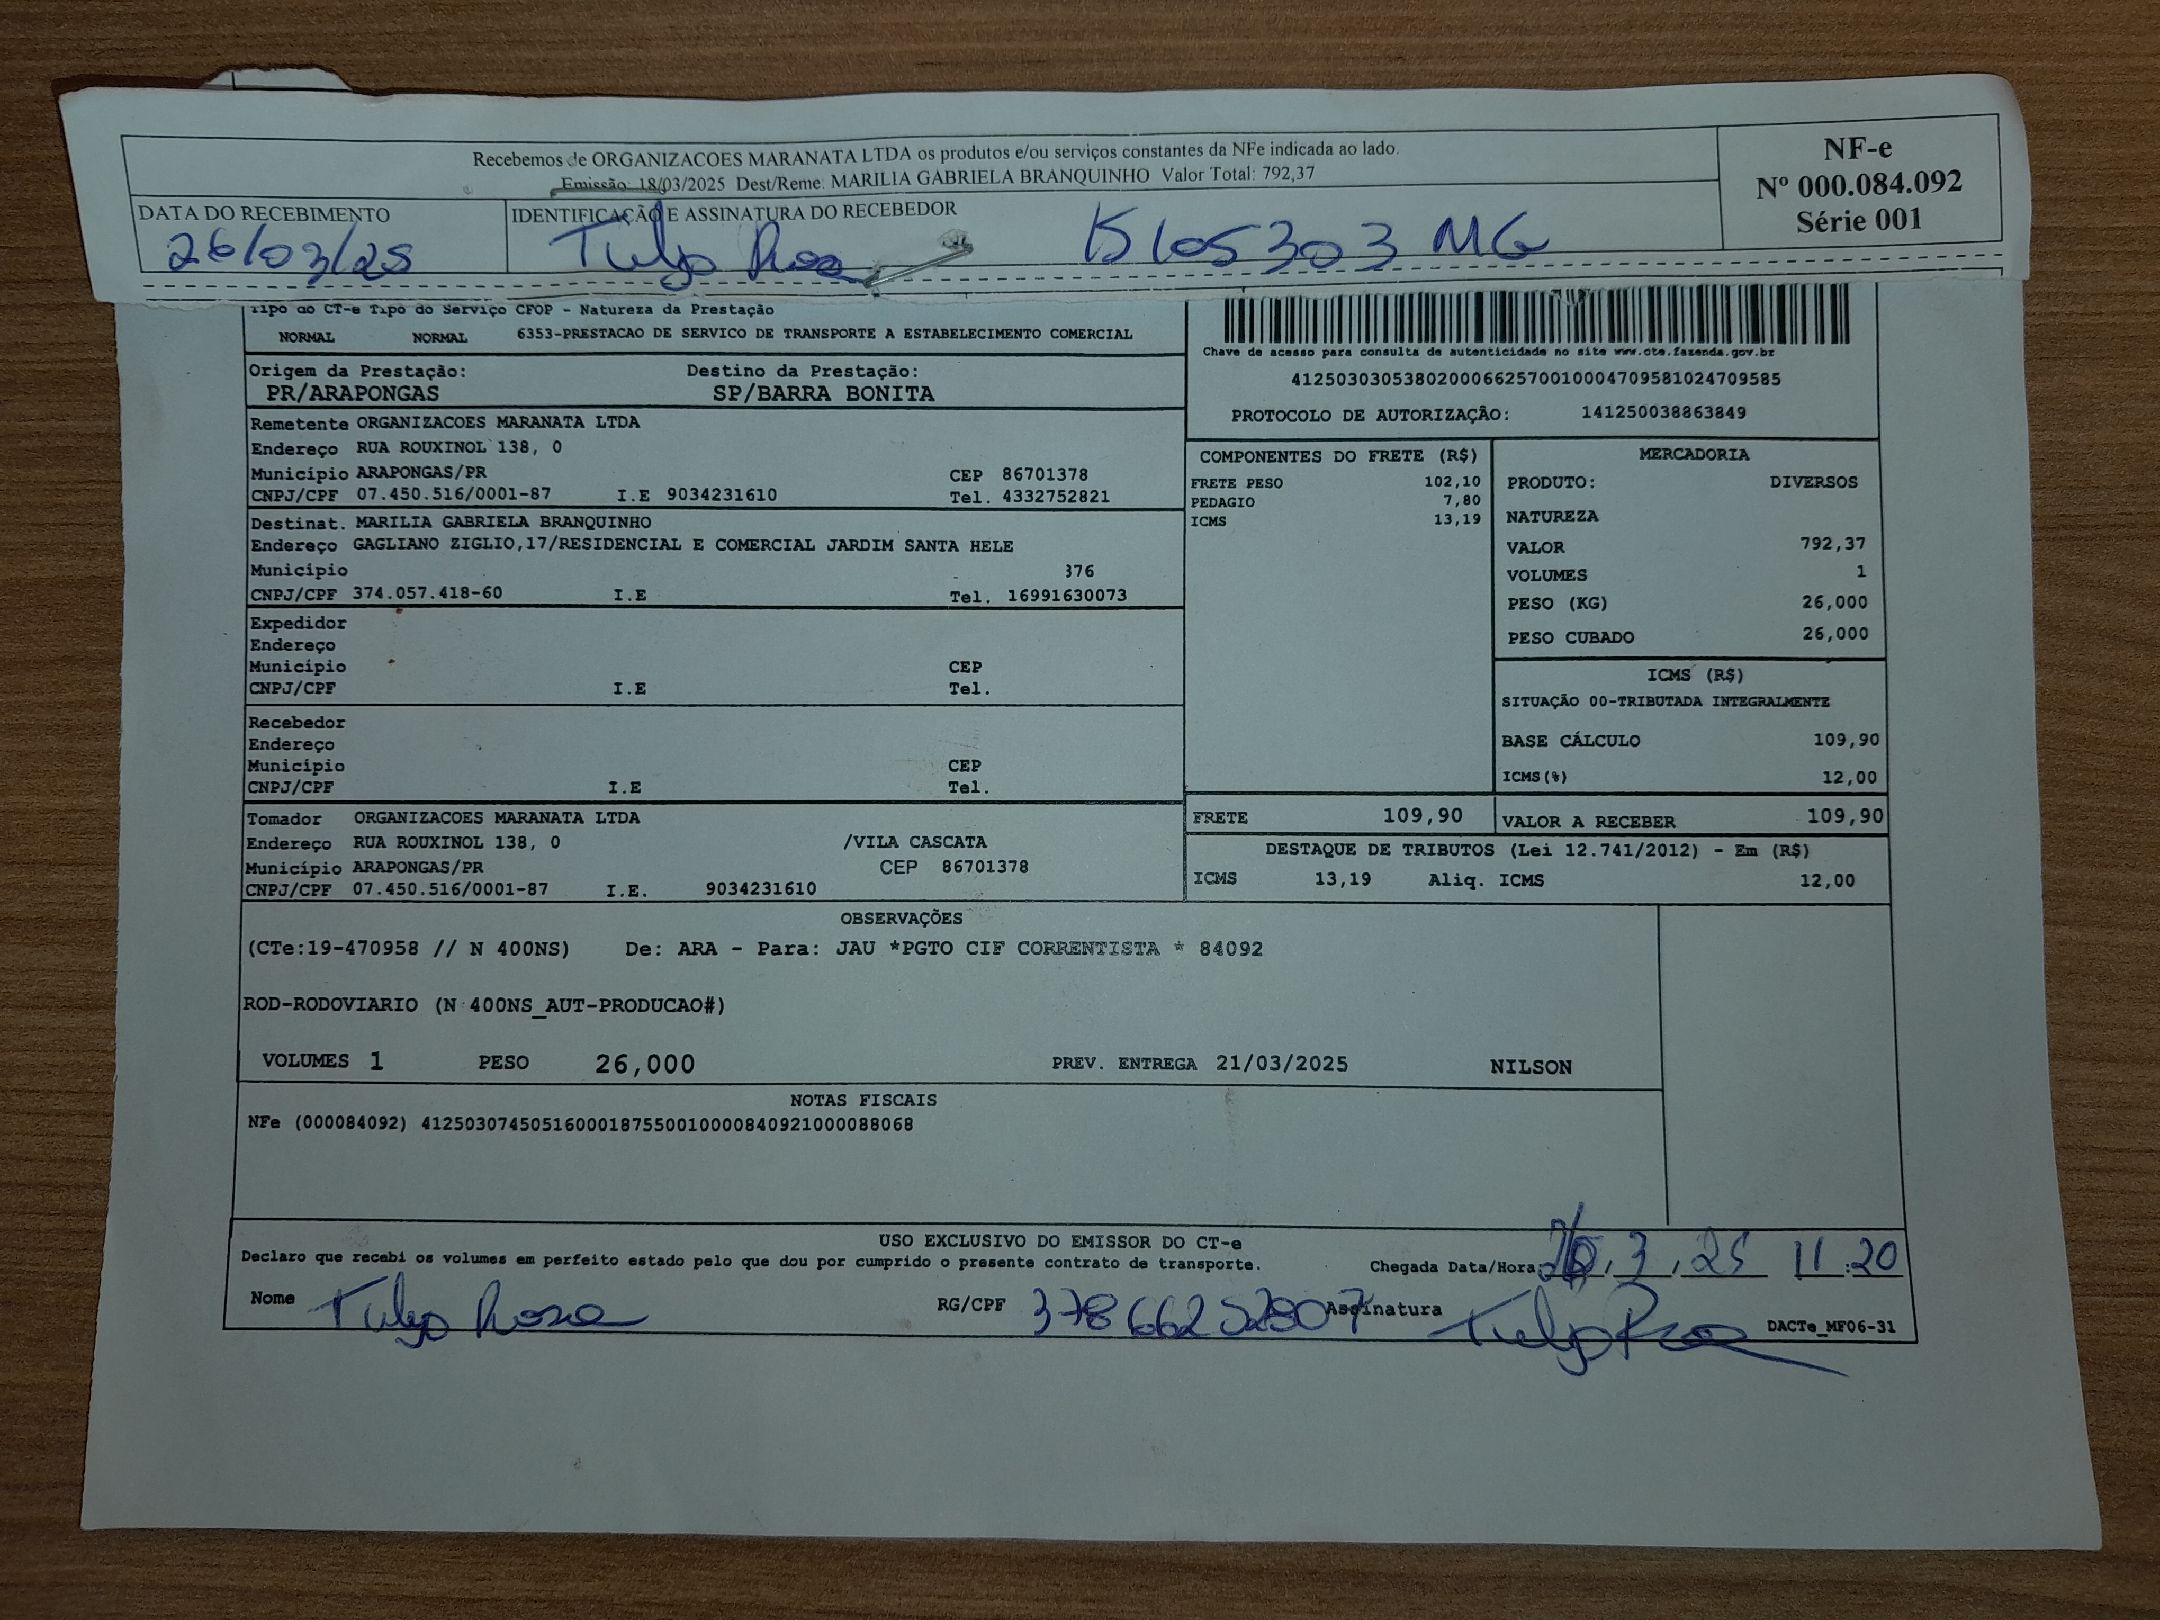 Recebemos de ORGANIZACOES MARANATA LTDA os produtos e/ou serviços constantes da NFe indicada ao lado.
Emissão 18/03/2025 Dest/Reme: MARILIA GABRIELA BRANQUINHO Valor Total: 792,37
NF-e
Nº 000.084.092
Série 001
DATA DO RECEBIMENTO
26/03/25
IDENTIFICAÇÃO E ASSINATURA DO RECEBEDOR
MG
Tipo do CT-e Tipo do Serviço CFOP - Natureza da Prestação
NORMAL NORMAL 6353-PRESTACAO DE SERVICO DE TRANSPORTE A ESTABELECIMENTO COMERCIAL
Chave de acesso para consulta de autenticidade no site www.cte.fazenda.gov.br
41250303053802000662570010004709581024709585
PROTOCOLO DE AUTORIZAÇÃO: 141250038863849
Origem da Prestação: Destino da Prestação:
PR/ARAPONGAS SP/BARRA BONITA
Remetente ORGANIZACOES MARANATA LTDA
Endereço RUA ROUXINOL 138, 0
Município ARAPONGAS/PR CEP 86701378
CNPJ/CPF 07.450.516/0001-87 I.E 9034231610 Tel. 4332752821
Destinat. MARILIA GABRIELA BRANQUINHO
Endereço GAGLIANO ZIGLIO,17/RESIDENCIAL E COMERCIAL JARDIM SANTA HELE
Município 376
CNPJ/CPF 374.057.418-60 I.E Tel. 16991630073
Expedidor
Endereço
Município CEP
CNPJ/CPF I.E Tel.
Recebedor
Endereço
Município CEP
CNPJ/CPF I.E Tel.
Tomador ORGANIZACOES MARANATA LTDA
Endereço RUA ROUXINOL 138, 0 /VILA CASCATA
Município ARAPONGAS/PR CEP 86701378
CNPJ/CPF 07.450.516/0001-87 I.E. 9034231610
COMPONENTES DO FRETE (R$)
FRETE PESO 102,10
PEDAGIO 7,80
ICMS 13,19
MERCADORIA
PRODUTO: DIVERSOS
NATUREZA
VALOR 792,37
VOLUMES 1
PESO (KG) 26,000
PESO CUBADO 26,000
ICMS (R$)
SITUAÇÃO 00-TRIBUTADA INTEGRALMENTE
BASE CÁLCULO 109,90
ICMS(%) 12,00
FRETE 109,90 VALOR A RECEBER 109,90
DESTAQUE DE TRIBUTOS (Lei 12.741/2012) - Em (R$)
ICMS 13,19 Aliq. ICMS 12,00
OBSERVAÇÕES
(CTe:19-470958 // N 400NS) De: ARA - Para: JAU *PGTO CIF CORRENTISTA * 84092
ROD-RODOVIARIO (N 400NS_AUT-PRODUCAO#)
VOLUMES 1 PESO 26,000 PREV. ENTREGA 21/03/2025 NILSON
NOTAS FISCAIS
NFe (000084092) 41250307450516000187550010000840921000088068
USO EXCLUSIVO DO EMISSOR DO CT-e
Declaro que recebi os volumes em perfeito estado pelo que dou por cumprido o presente contrato de transporte.
Chegada Data/Hora: 3 25 11:20
Nome
RG/CPF 37866252807
Assinatura
DACTe_MF06-31